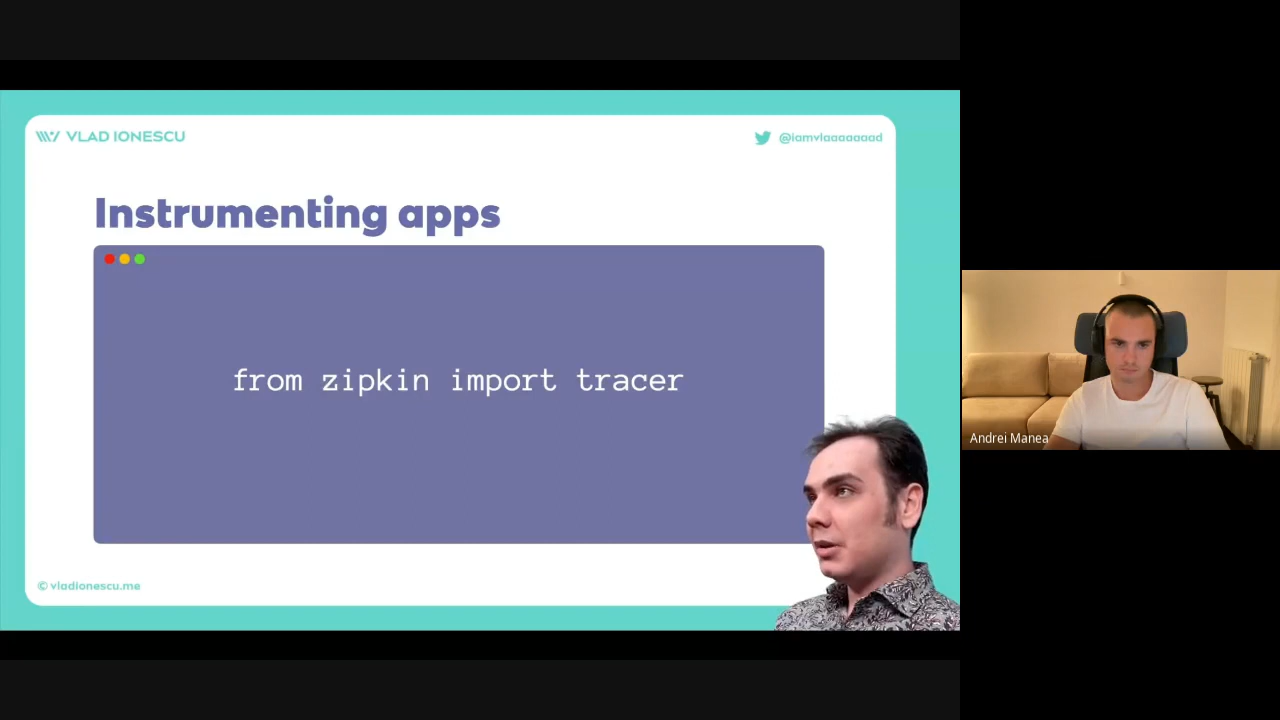 VLAD IONESCU
@iamvlaaaaaaad
Instrumenting apps
from zipkin import tracer
© vladionescu.me
Andrei Manea